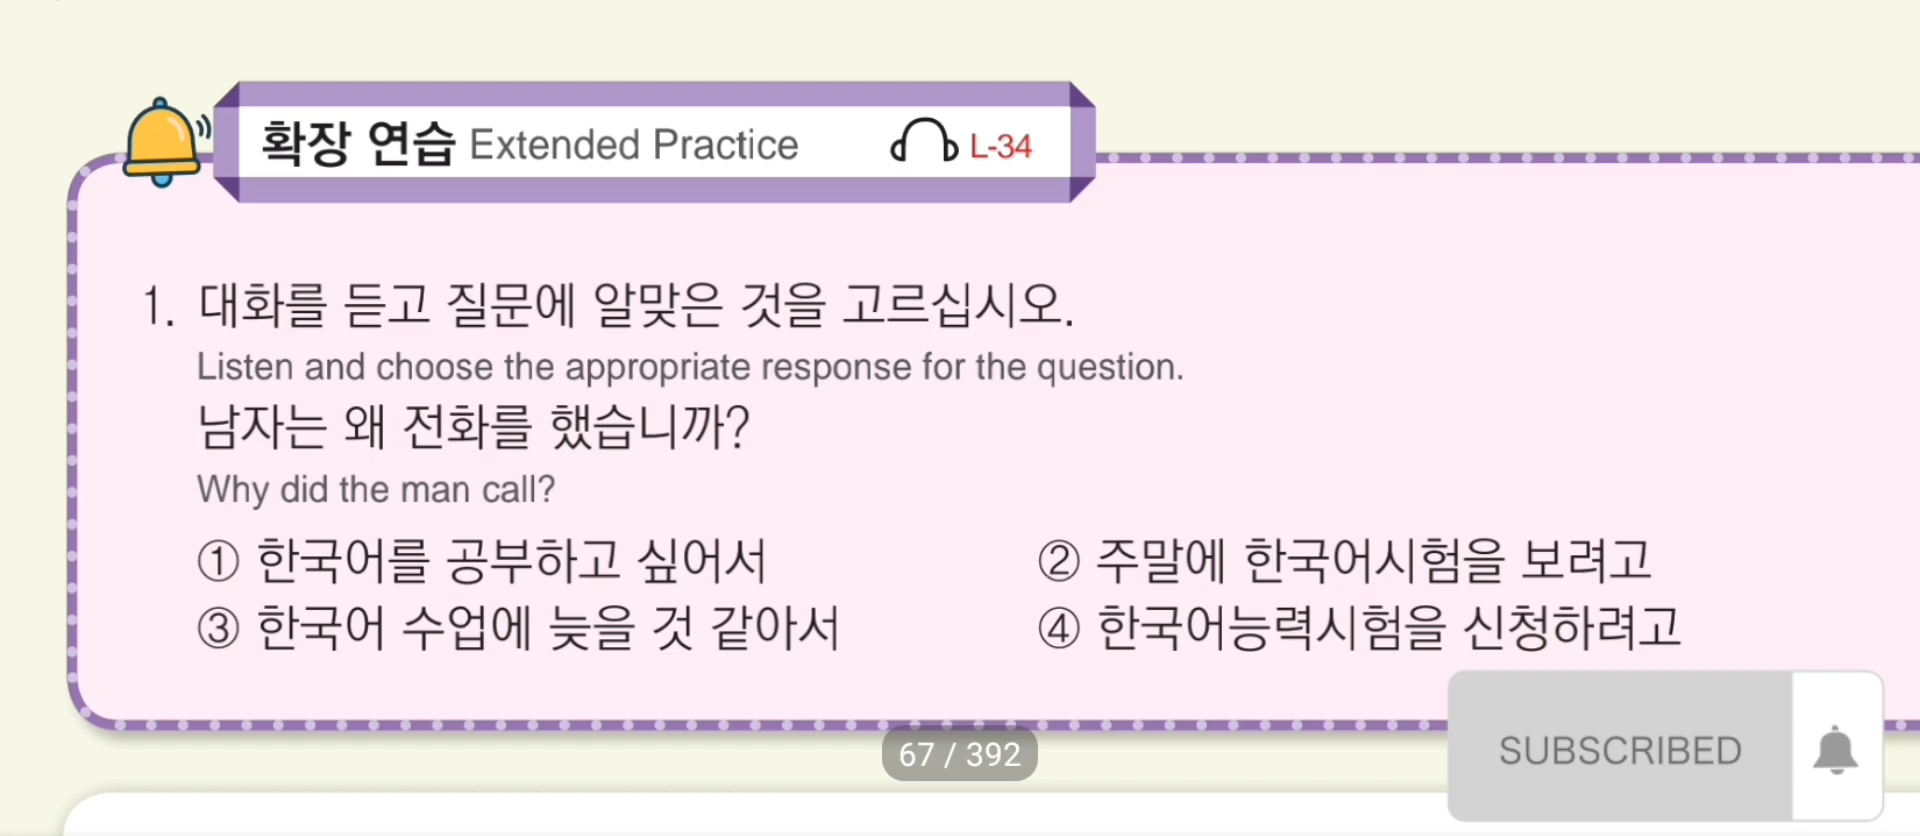 확장 연습 Extended Practice L-34
1. 대화를 듣고 질문에 알맞은 것을 고르십시오.
Listen and choose the appropriate response for the question.
남자는 왜 전화를 했습니까?
Why did the man call?
① 한국어를 공부하고 싶어서 ② 주말에 한국어시험을 보려고
③ 한국어 수업에 늦을 것 같아서 ④ 한국어능력시험을 신청하려고
67 / 392
SUBSCRIBED